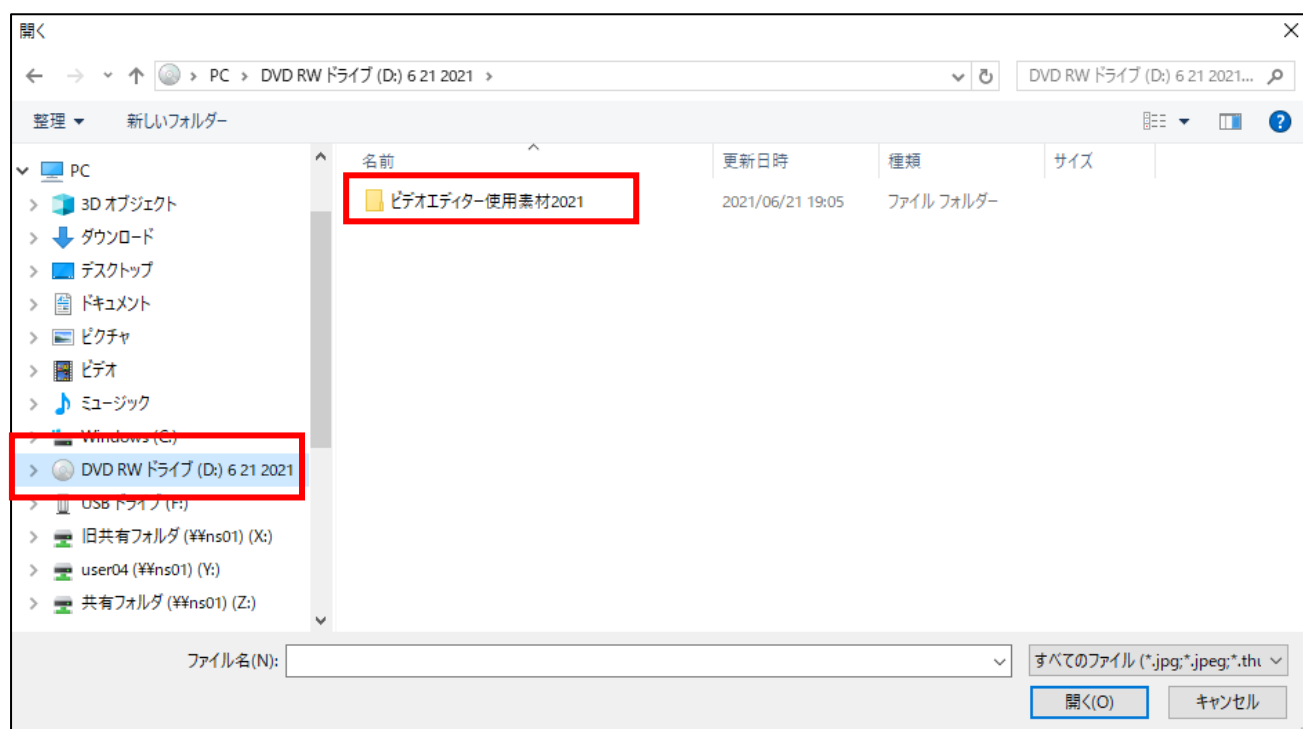 開く
PC > DVD RW ドライブ (D:) 6 21 2021 >
DVD RW ドライブ (D:) 6 21 2021...
整理 新しいフォルダー
PC
3D オブジェクト
ダウンロード
デスクトップ
ドキュメント
ピクチャ
ビデオ
ミュージック
Windows (C:)
DVD RW ドライブ (D:) 6 21 2021
USB ドライブ (F:)
旧共有フォルダ (¥¥ns01) (X:)
user04 (¥¥ns01) (Y:)
共有フォルダ (¥¥ns01) (Z:)
名前 更新日時 種類 サイズ
ビデオエディター使用素材2021 2021/06/21 19:05 ファイル フォルダー
ファイル名(N):
すべてのファイル (*.jpg;*.jpeg;*.thu
開く(O) キャンセル